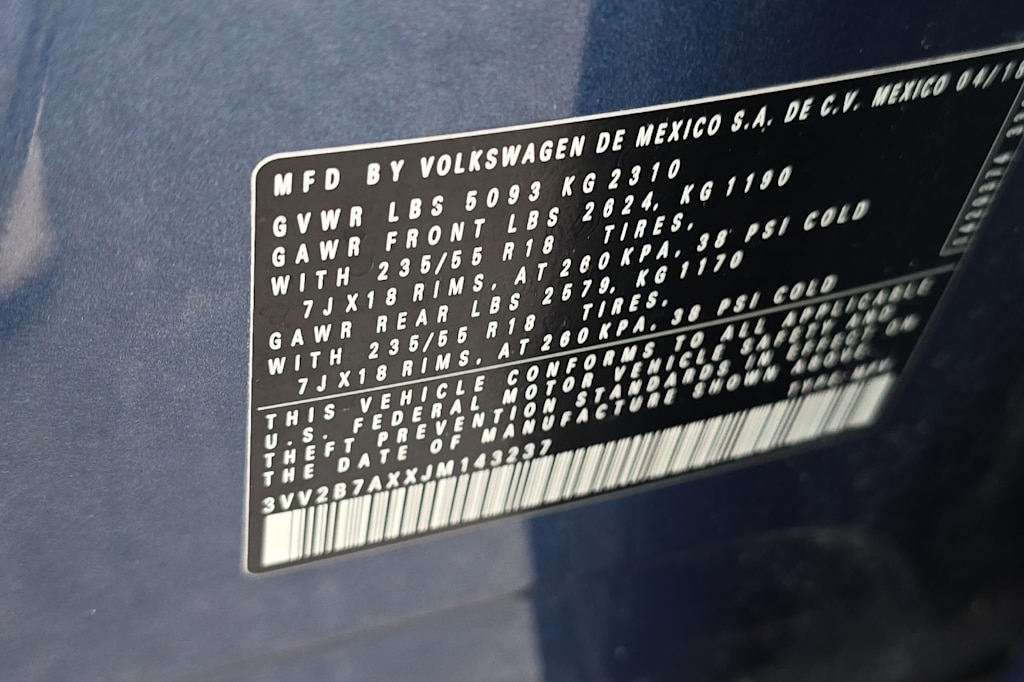 MFD BY VOLKSWAGEN DE MEXICO S.A. DE C.V. MEXICO 04/18
GVWR LBS 5093 KG 2310
GAWR FRONT LBS 2624, KG 1190
WITH 235/55 R18 TIRES,
7JX18 RIMS, AT 260 KPA, 38 PSI COLD
GAWR REAR LBS 2579, KG 1170
WITH 235/55 R18 TIRES,
7JX18 RIMS, AT 260 KPA, 38 PSI COLD
THIS VEHICLE CONFORMS TO ALL APPLICABLE
U.S. FEDERAL MOTOR VEHICLE SAFETY AND
THEFT PREVENTION STANDARDS IN EFFECT ON
THE DATE OF MANUFACTURE SHOWN ABOVE.
3VV2B7AXXJM143237